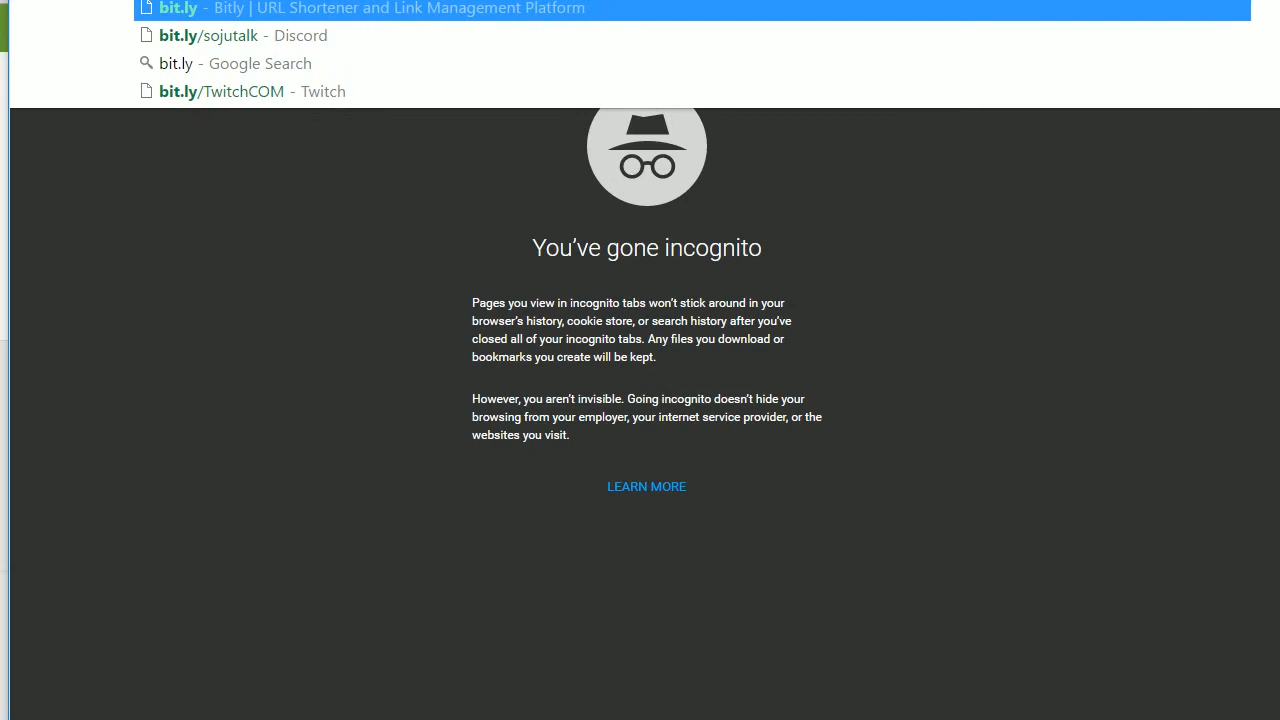 bit.ly - Bitly | URL Shortener and Link Management Platform
bit.ly/sojutalk - Discord
bit.ly - Google Search
bit.ly/TwitchCOM - Twitch
You’ve gone incognito
Pages you view in incognito tabs won’t stick around in your
browser’s history, cookie store, or search history after you’ve
closed all of your incognito tabs. Any files you download or
bookmarks you create will be kept.
However, you aren’t invisible. Going incognito doesn’t hide your
browsing from your employer, your internet service provider, or the
websites you visit.
LEARN MORE